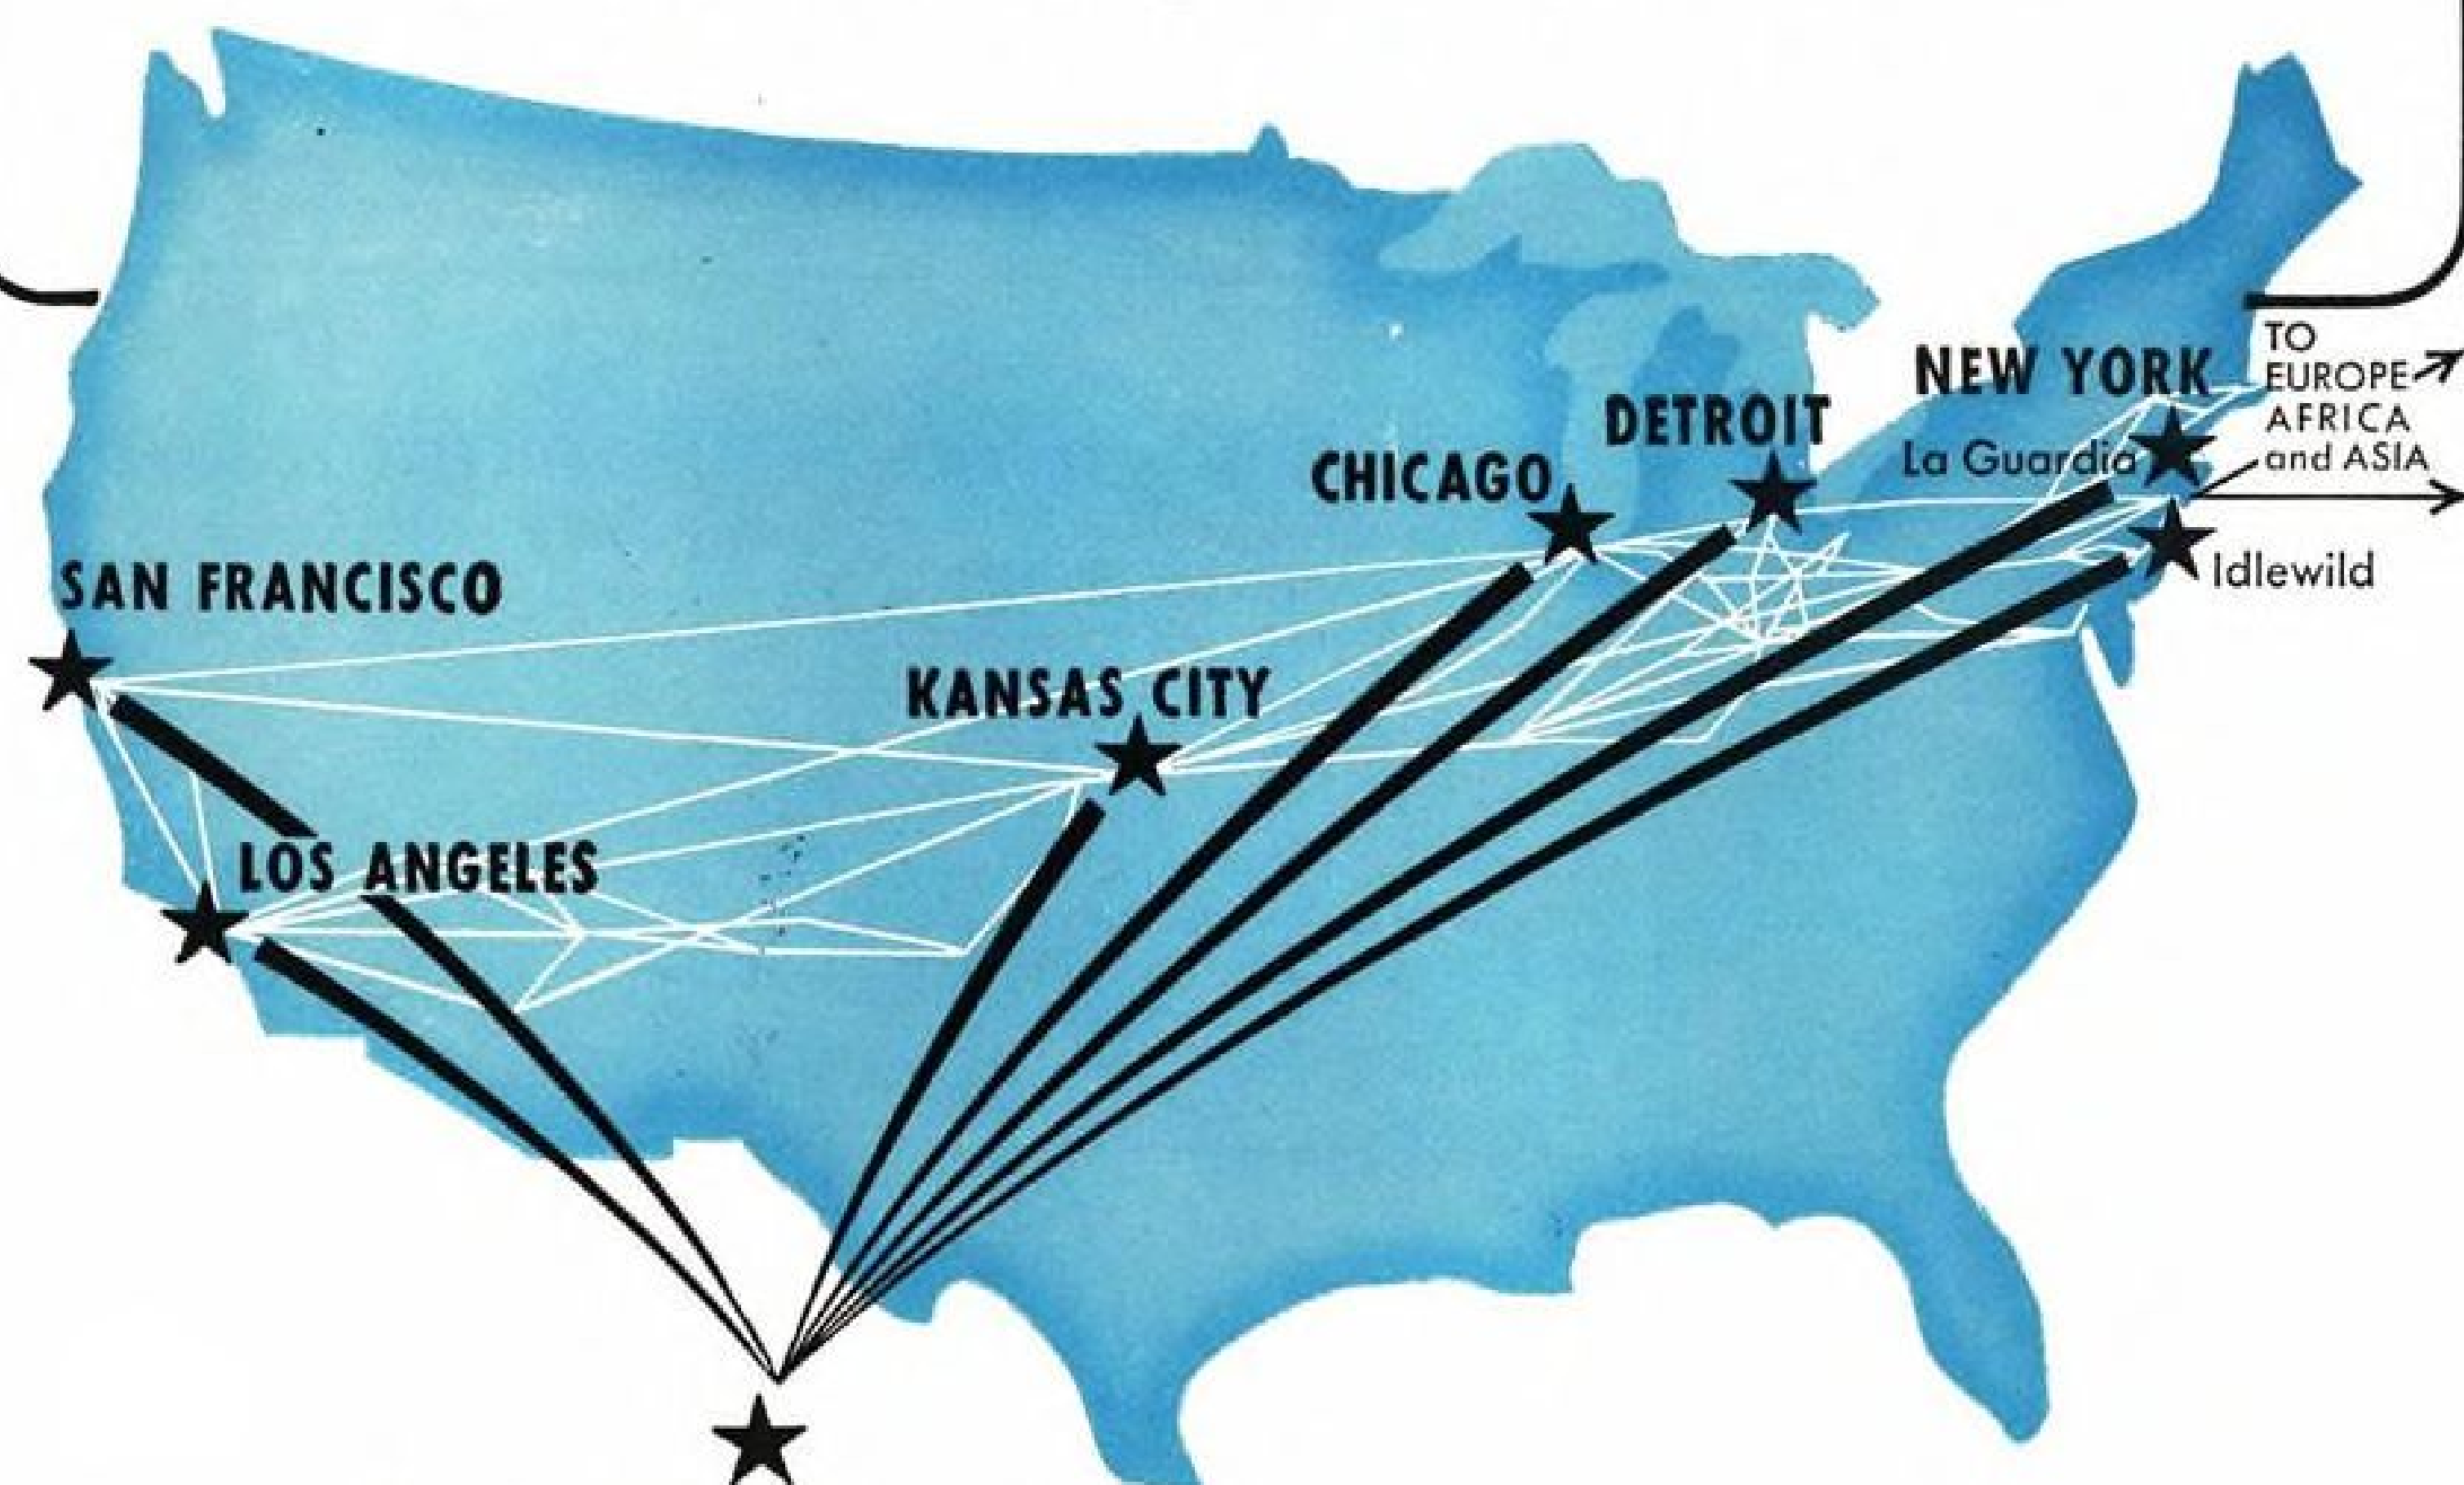 TO
EUROPE
AFRICA
and ASIA
NEW YORK
La Guardia
DETROIT
CHICAGO
Idlewild
SAN FRANCISCO
KANSAS CITY
LOS ANGELES